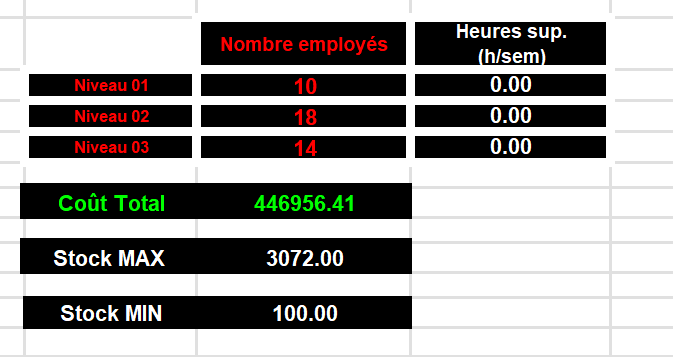 Nombre employés Heures sup.
(h/sem)
Niveau 01 10 0.00
Niveau 02 18 0.00
Niveau 03 14 0.00
Coût Total 446956.41
Stock MAX 3072.00
Stock MIN 100.00